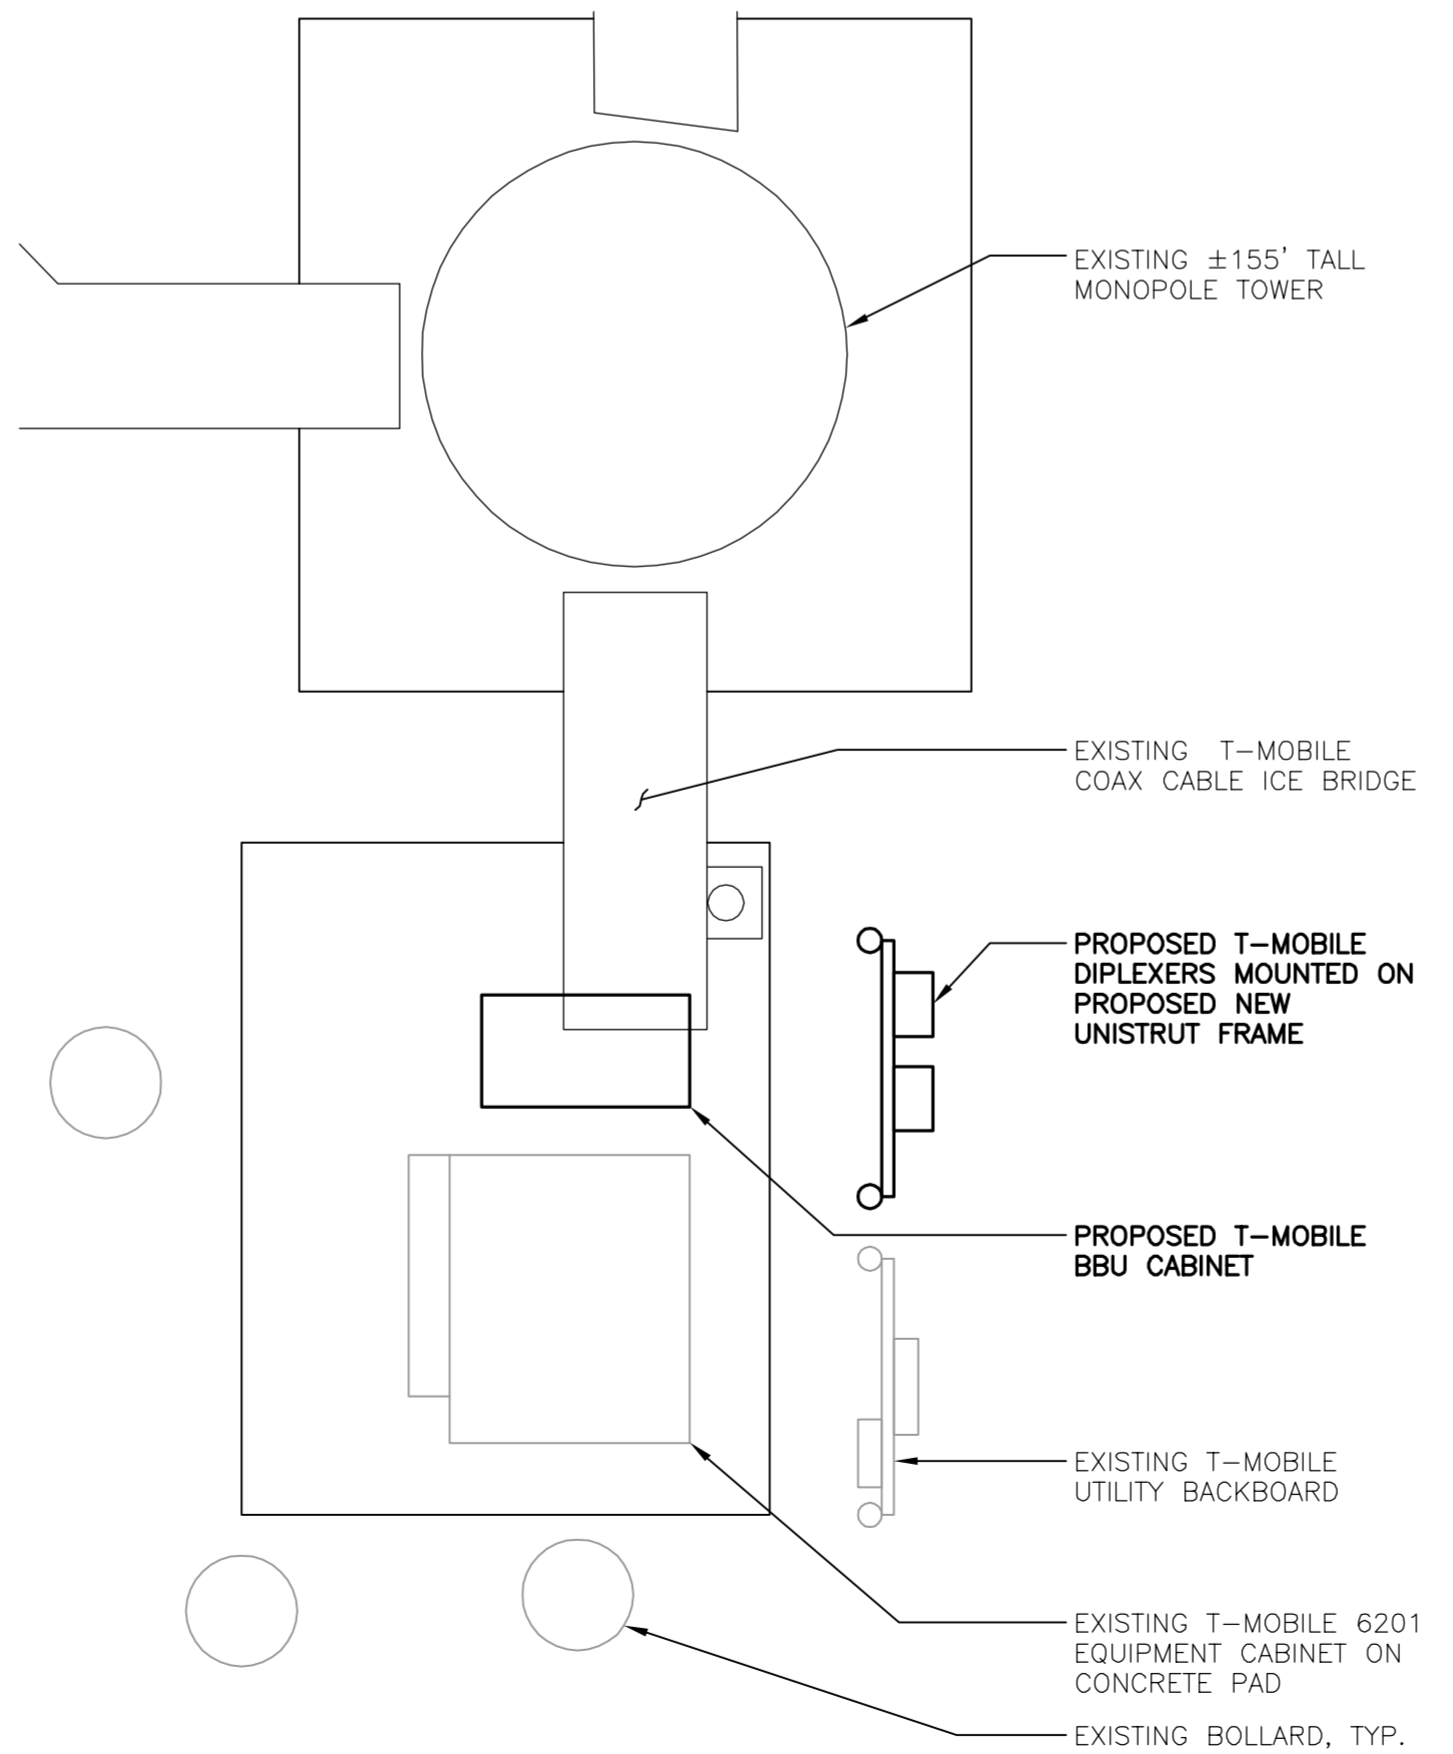 EXISTING ±155' TALL
MONOPOLE TOWER
EXISTING T-MOBILE
COAX CABLE ICE BRIDGE
PROPOSED T-MOBILE
DIPLEXERS MOUNTED ON
PROPOSED NEW
UNISTRUT FRAME
PROPOSED T-MOBILE
BBU CABINET
EXISTING T-MOBILE
UTILITY BACKBOARD
EXISTING T-MOBILE 6201
EQUIPMENT CABINET ON
CONCRETE PAD
EXISTING BOLLARD, TYP.